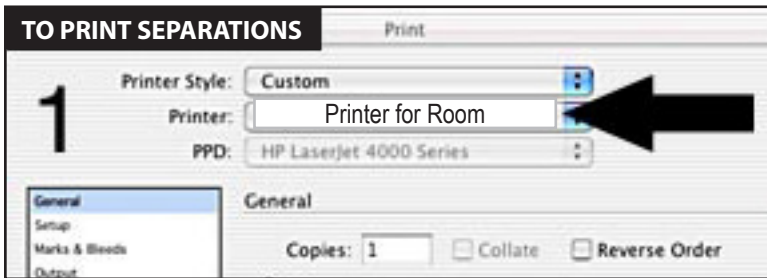 TO PRINT SEPARATIONS
Print
1
Printer Style: Custom
Printer: Printer for Room
PPD: HP LaserJet 4000 Series
General
Setup
Marks & Bleeds
Output
General
Copies: 1 Collate Reverse Order